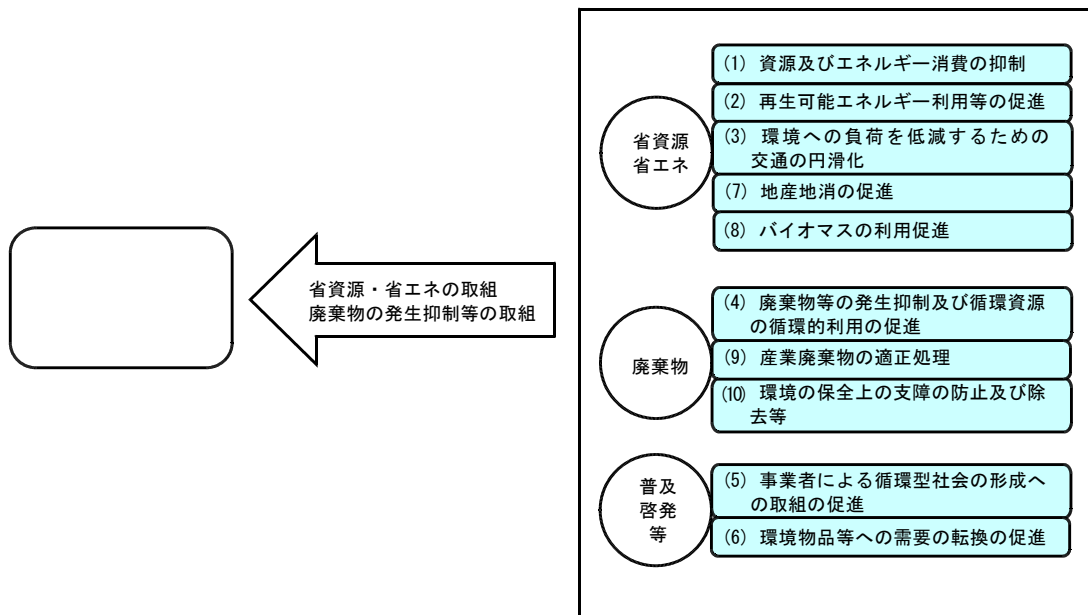 省資源・省エネの取組
廃棄物の発生抑制等の取組
省資源
省エネ
(1) 資源及びエネルギー消費の抑制
(2) 再生可能エネルギー利用等の促進
(3) 環境への負荷を低減するための
交通の円滑化
(7) 地産地消の促進
(8) バイオマスの利用促進
廃棄物
(4) 廃棄物等の発生抑制及び循環資源
の循環的利用の促進
(9) 産業廃棄物の適正処理
(10) 環境の保全上の支障の防止及び除
去等
普及
啓発
等
(5) 事業者による循環型社会の形成へ
の取組の促進
(6) 環境物品等への需要の転換の促進